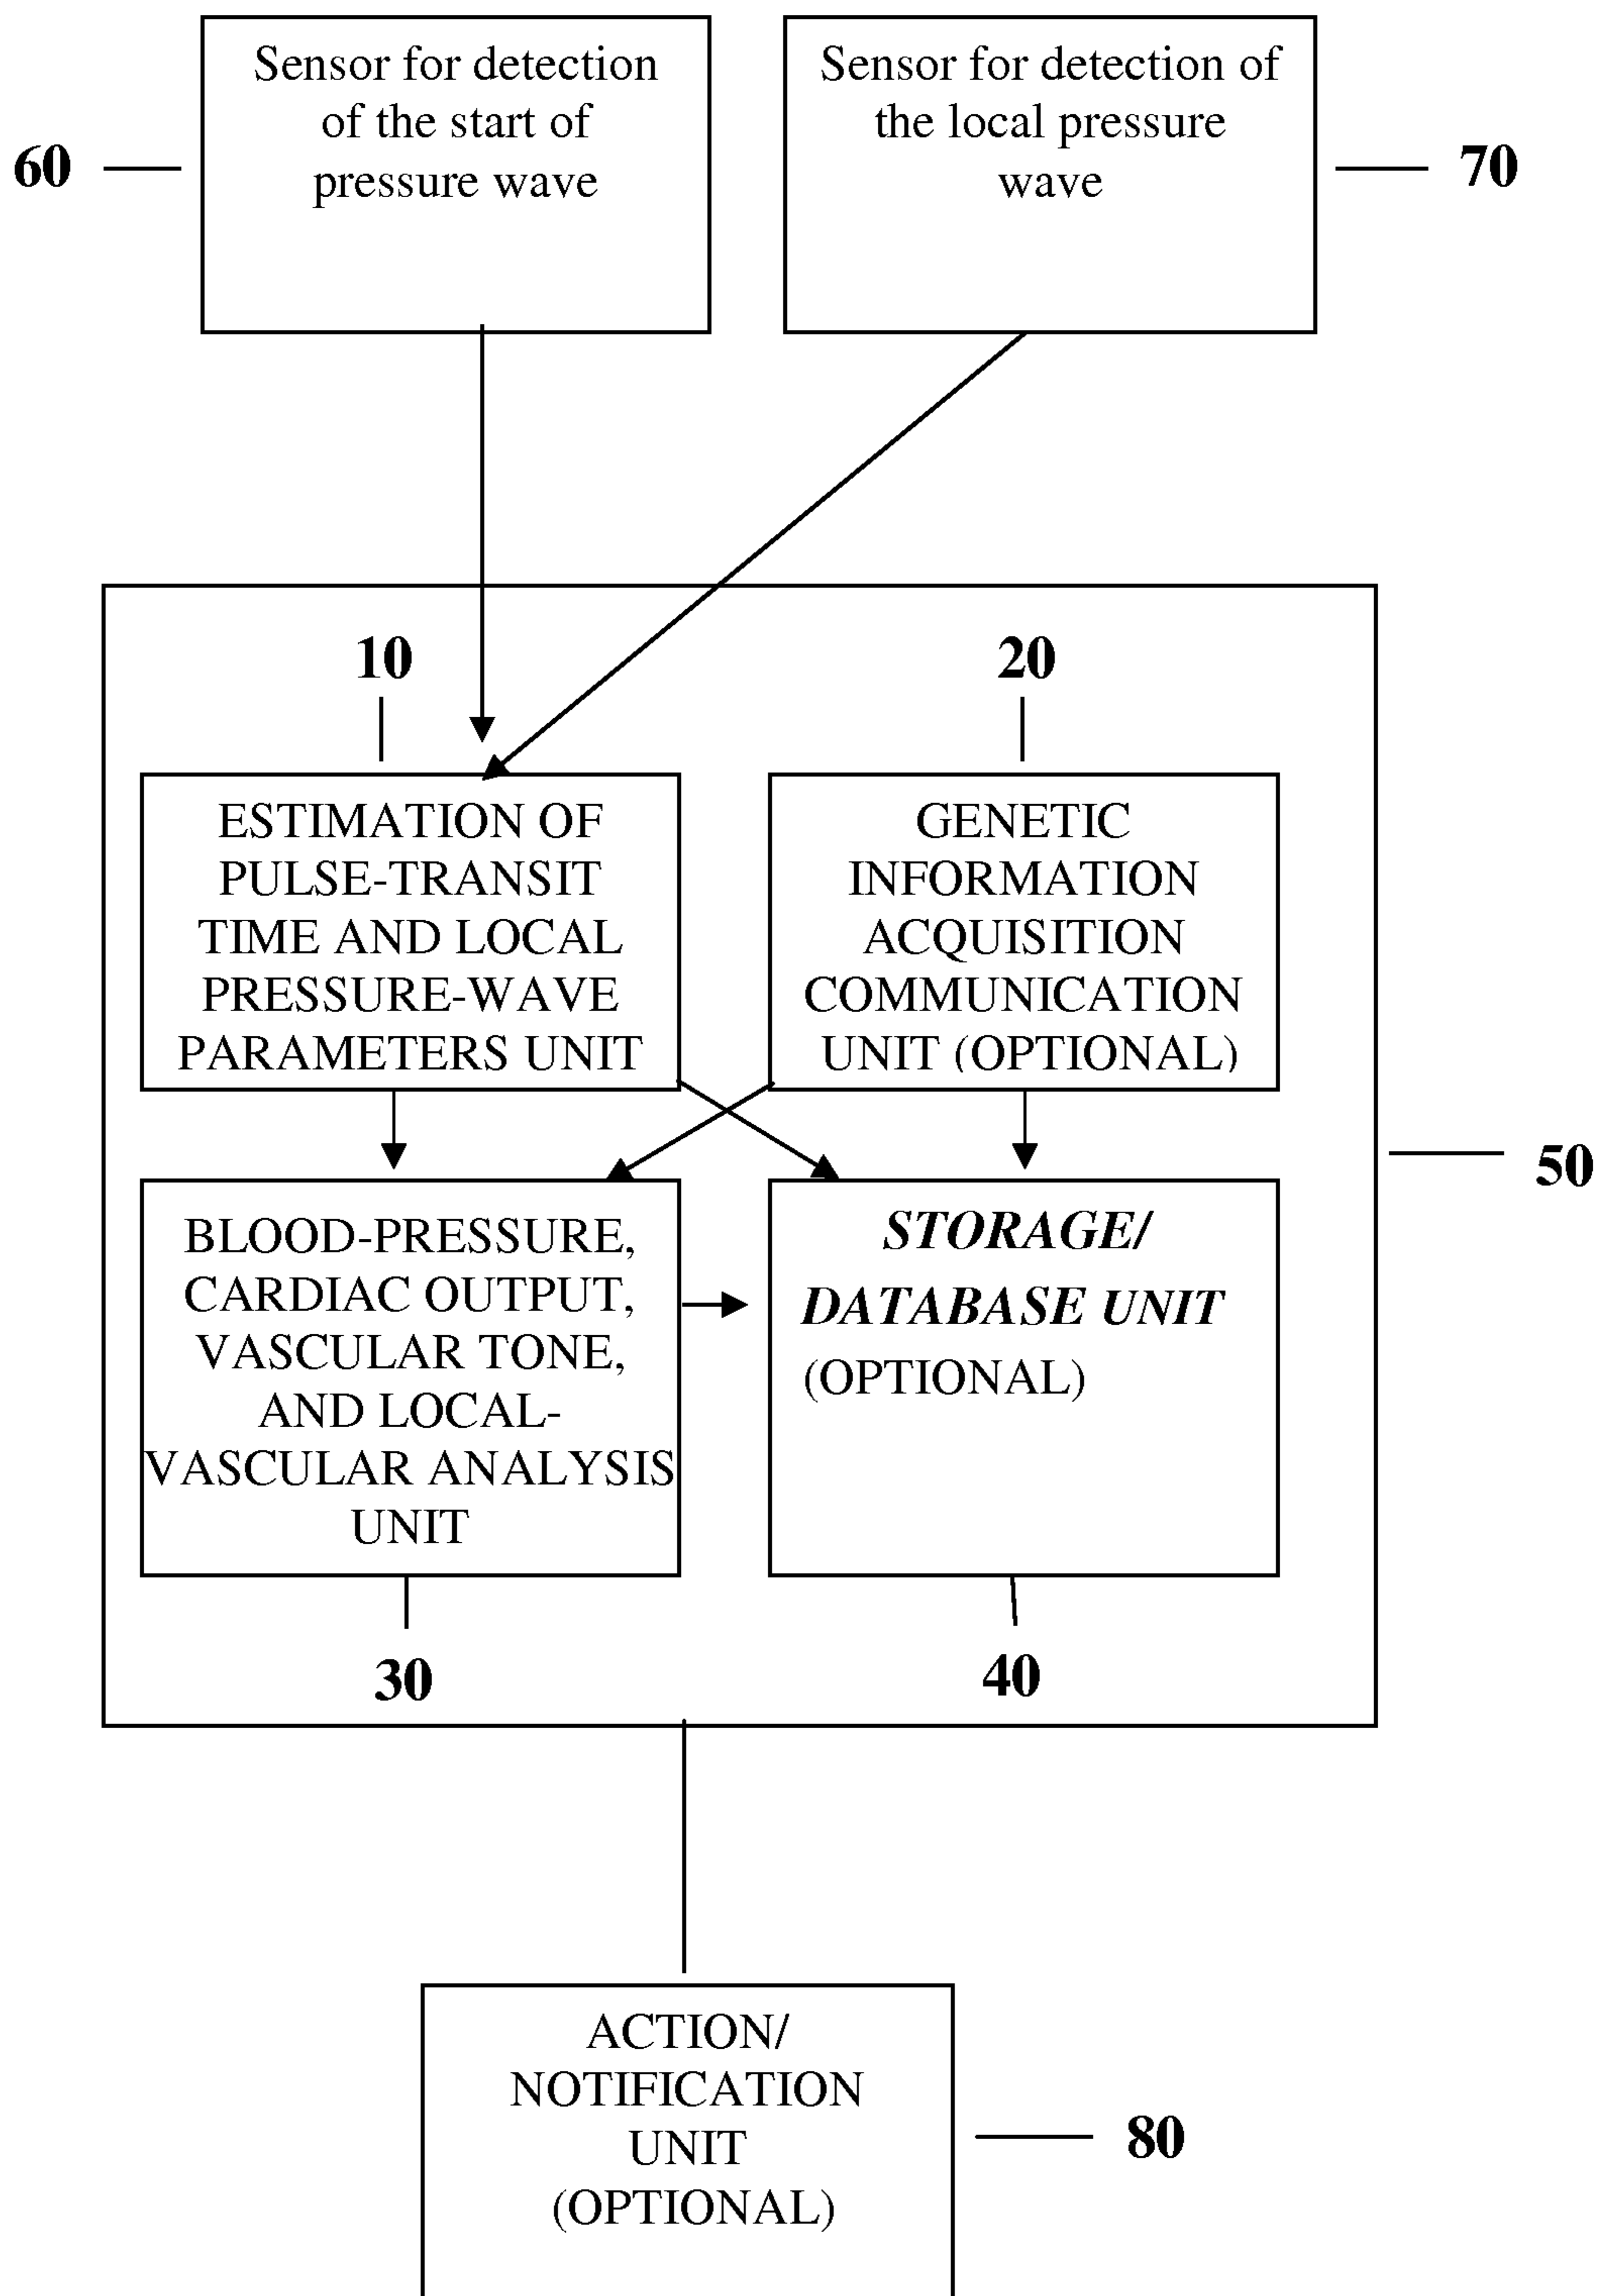 Sensor for detection
of the start of
pressure wave
Sensor for detection of
the local pressure
wave
60
70
10
20
ESTIMATION OF
PULSE-TRANSIT
TIME AND LOCAL
PRESSURE-WAVE
PARAMETERS UNIT
GENETIC
INFORMATION
ACQUISITION
COMMUNICATION
UNIT (OPTIONAL)
50
BLOOD-PRESSURE,
CARDIAC OUTPUT,
VASCULAR TONE,
AND LOCAL-
VASCULAR ANALYSIS
UNIT
STORAGE/
DATABASE UNIT
(OPTIONAL)
30
40
ACTION/
NOTIFICATION
UNIT
(OPTIONAL)
80